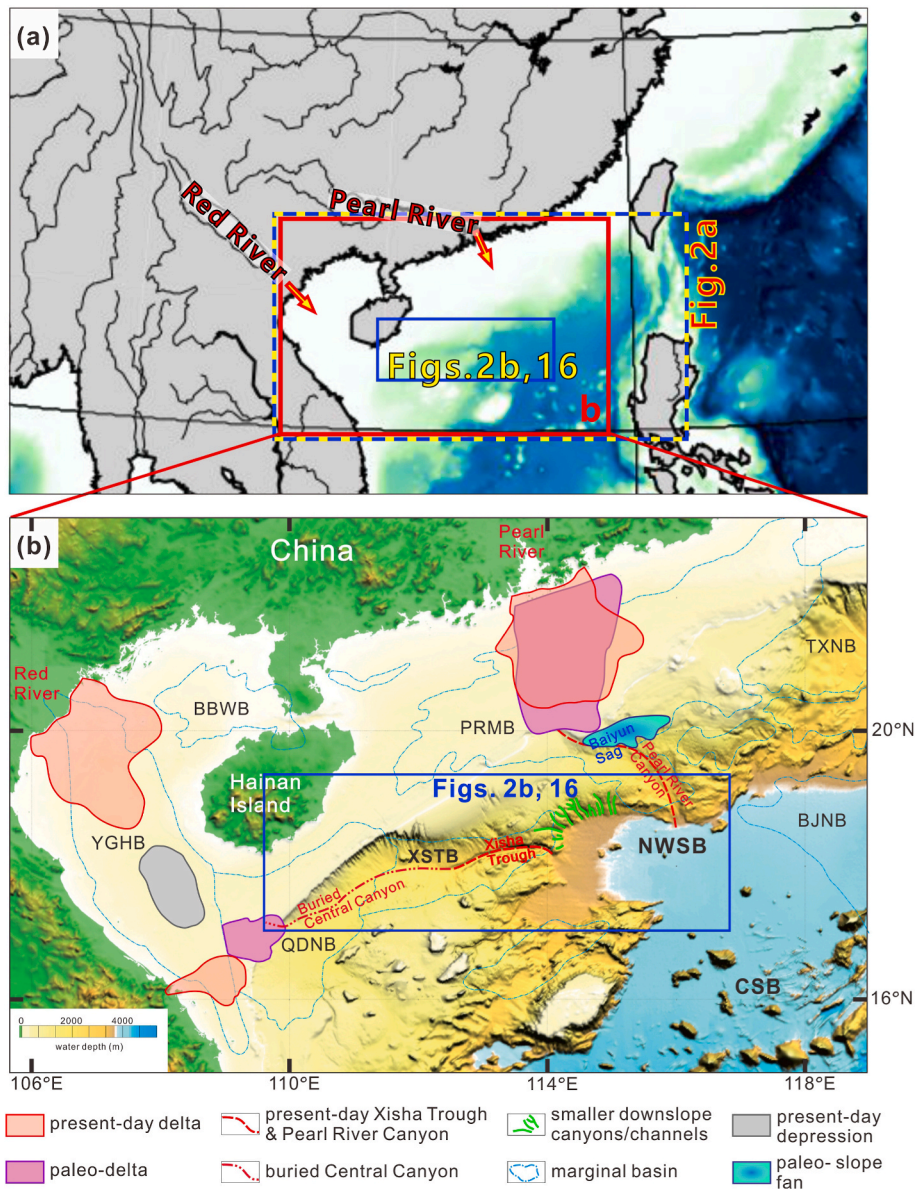 (a)
Red River
Pearl River
Fig.2a
Figs.2b,16
b
(b)
China
Pearl
River
Red
River
TXNB
BBWB
PRMB
Baiyun
Sag
Pearl River
Canyon
20°N
Hainan
Island
Figs. 2b, 16
YGHB
BJNB
NWSB
XSTB
Xisha
Trough
Buried
Central Canyon
QDNB
CSB
16°N
0 2000 4000
water depth (m)
106°E 110°E 114°E 118°E
present-day delta
present-day Xisha Trough
& Pearl River Canyon
smaller downslope
canyons/channels
present-day
depression
paleo-delta
buried Central Canyon
marginal basin
paleo- slope
fan